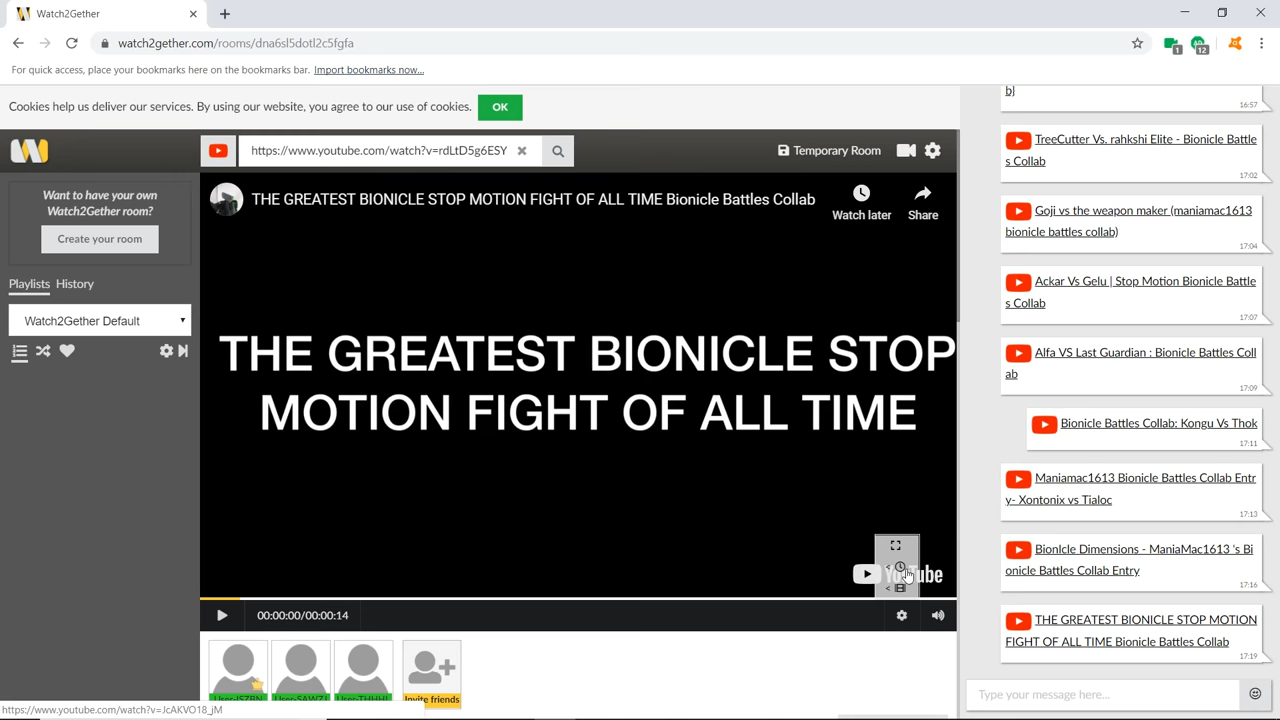 Watch2Gether
watch2gether.com/rooms/dna6sl5dotl2c5fgfa
1
12
For quick access, place your bookmarks here on the bookmarks bar. Import bookmarks now...
Cookies help us deliver our services. By using our website, you agree to our use of cookies. OK
https://www.youtube.com/watch?v=rdLtD5g6ESY
Temporary Room
Want to have your own
Watch2Gether room?
Create your room
Playlists History
Watch2Gether Default
THE GREATEST BIONICLE STOP MOTION FIGHT OF ALL TIME Bionicle Battles Collab
Watch later
Share
THE GREATEST BIONICLE STOP
MOTION FIGHT OF ALL TIME
YouTube
00:00:00/00:00:14
Invite friends
https://www.youtube.com/watch?v=JcAKVO18_jM
b)
16:57
TreeCutter Vs. rahkshi Elite - Bionicle Battle
s Collab
17:02
Goji vs the weapon maker (maniamac1613
bionicle battles collab)
17:04
Ackar Vs Gelu | Stop Motion Bionicle Battle
s Collab
17:07
Alfa VS Last Guardian : Bionicle Battles Coll
ab
17:09
Bionicle Battles Collab: Kongu Vs Thok
17:11
Maniamac1613 Bionicle Battles Collab Entr
y- Xontonix vs Tialoc
17:13
BionIcle Dimensions - ManiaMac1613 's Bi
onicle Battles Collab Entry
17:16
THE GREATEST BIONICLE STOP MOTION
FIGHT OF ALL TIME Bionicle Battles Collab
17:19
Type your message here...